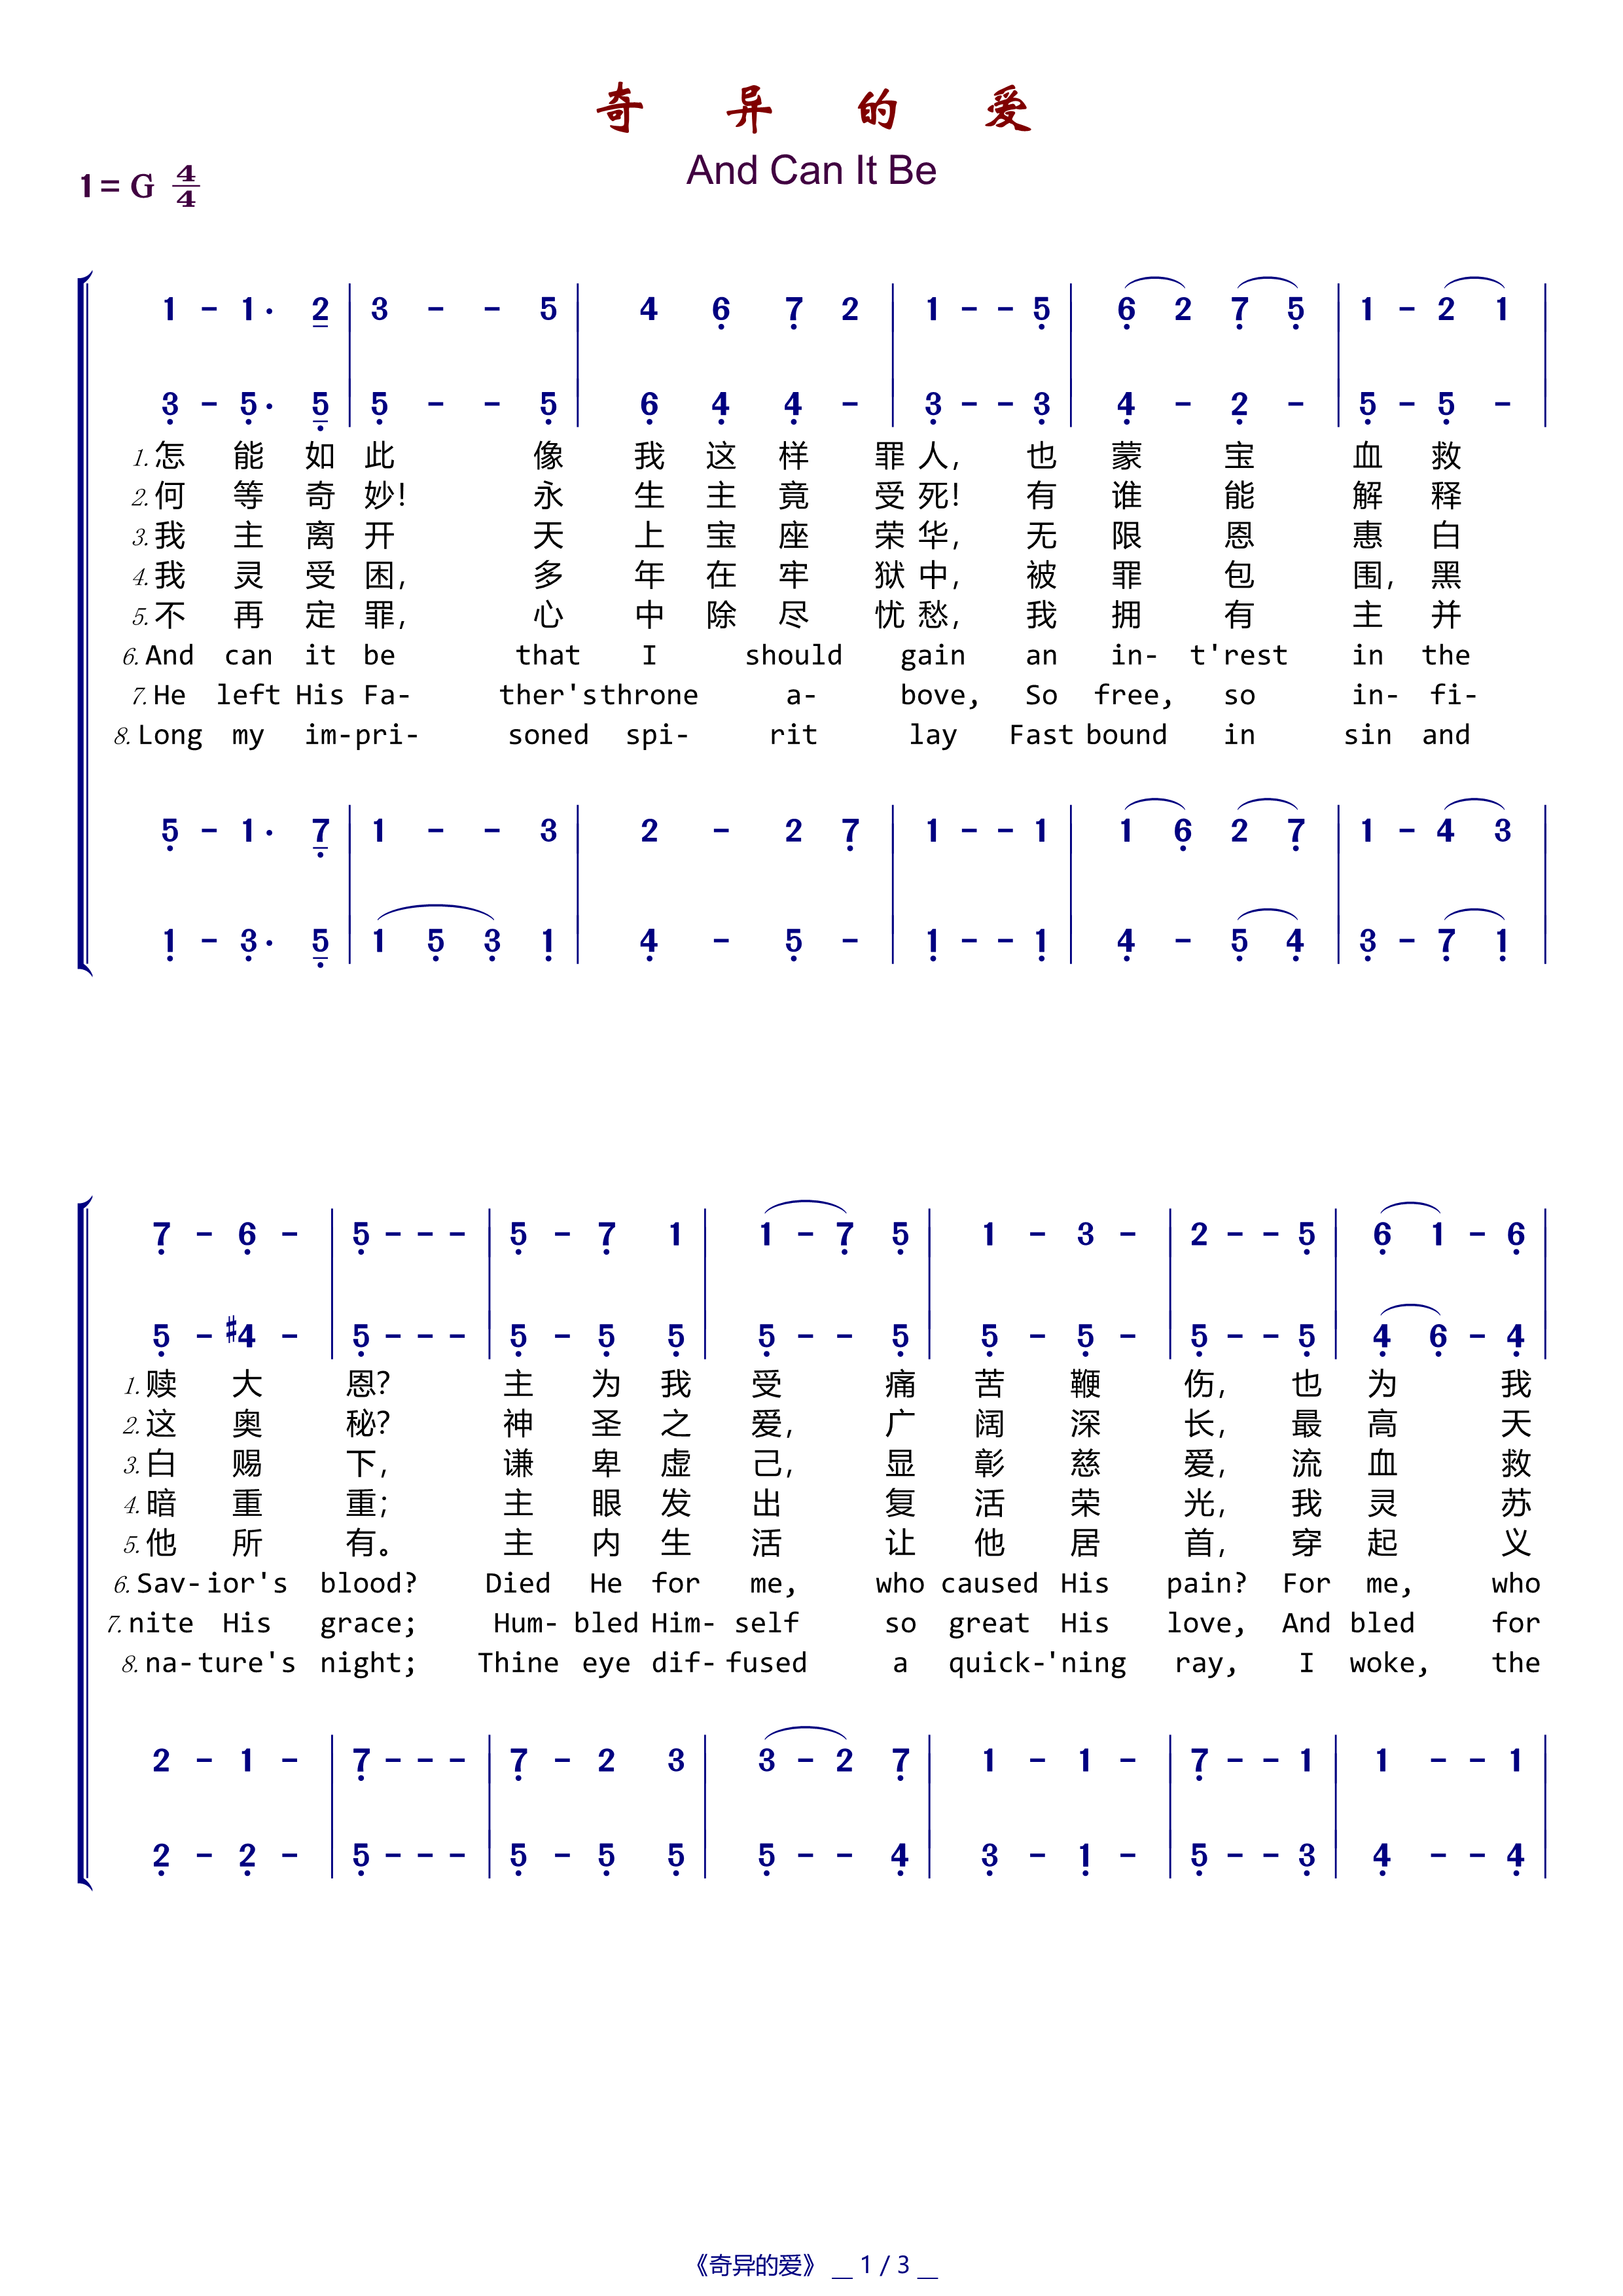 奇 异 的 爱
And Can It Be
1= G 4/4
1 - 1· 2 | 3 - - 5 | 4 6̣ 7̣ 2 | 1 - - 5̣ | 6̣ 2 7̣ 5̣ | 1 - 2 1 |
3̣ - 5̣· 5̣ | 5̣ - - 5̣ | 6̣ 4̣ 4̣ - | 3̣ - - 3̣ | 4̣ - 2̣ - | 5̣ - 5̣ - |
1. 怎 能 如 此 像 我 这 样 罪 人, 也 蒙 宝 血 救
2. 何 等 奇 妙! 永 生 主 竟 受 死! 有 谁 能 解 释
3. 我 主 离 开 天 上 宝 座 荣 华, 无 限 恩 惠 白
4. 我 灵 受 困, 多 年 在 牢 狱 中, 被 罪 包 围, 黑
5. 不 再 定 罪, 心 中 除 尽 忧 愁, 我 拥 有 主 并
6. And can it be that I should gain an in- t'rest in the
7. He left His Fa- ther's throne a- bove, So free, so in- fi-
8. Long my im-pri- soned spi- rit lay Fast bound in sin and
5̣ - 1· 7̣ | 1 - - 3 | 2 - 2 7̣ | 1 - - 1 | 1 6̣ 2 7̣ | 1 - 4 3 |
1̣ - 3̣· 5̣ | 1 5̣ 3̣ 1̣ | 4̣ - 5̣ - | 1̣ - - 1̣ | 4̣ - 5̣ 4̣ | 3̣ - 7̣ 1̣ |
7̣ - 6̣ - | 5̣ - - - | 5̣ - 7̣ 1 | 1 - 7̣ 5̣ | 1 - 3 - | 2 - - 5̣ | 6̣ 1 - 6̣ |
5̣ - #4̣ - | 5̣ - - - | 5̣ - 5̣ 5̣ | 5̣ - - 5̣ | 5̣ - 5̣ - | 5̣ - - 5̣ | 4̣ 6̣ - 4̣ |
1. 赎 大 恩? 主 为 我 受 痛 苦 鞭 伤, 也 为 我
2. 这 奥 秘? 神 圣 之 爱, 广 阔 深 长, 最 高 天
3. 白 赐 下, 谦 卑 虚 己, 显 彰 慈 爱, 流 血 救
4. 暗 重 重; 主 眼 发 出 复 活 荣 光, 我 灵 苏
5. 他 所 有。 主 内 生 活 让 他 居 首, 穿 起 义
6. Sav- ior's blood? Died He for me, who caused His pain? For me, who
7. nite His grace; Hum- bled Him- self so great His love, And bled for
8. na- ture's night; Thine eye dif- fused a quick-'ning ray, I woke, the
2 - 1 - | 7̣ - - - | 7̣ - 2 3 | 3 - 2 7̣ | 1 - 1 - | 7̣ - - 1 | 1 - - 1 |
2̣ - 2̣ - | 5̣ - - - | 5̣ - 5̣ 5̣ | 5̣ - - 4̣ | 3̣ - 1̣ - | 5̣ - - 3̣ | 4̣ - - 4̣ |
《奇异的爱》 __ 1 / 3 __